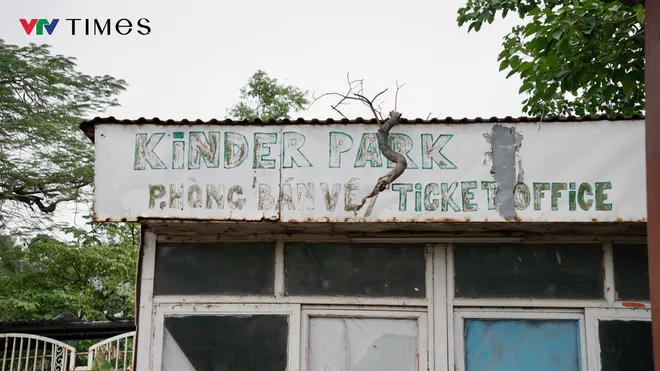 VTV TIMES
KINDER PARK
PHÒNG BÁN VÉ / TICKET OFFICE